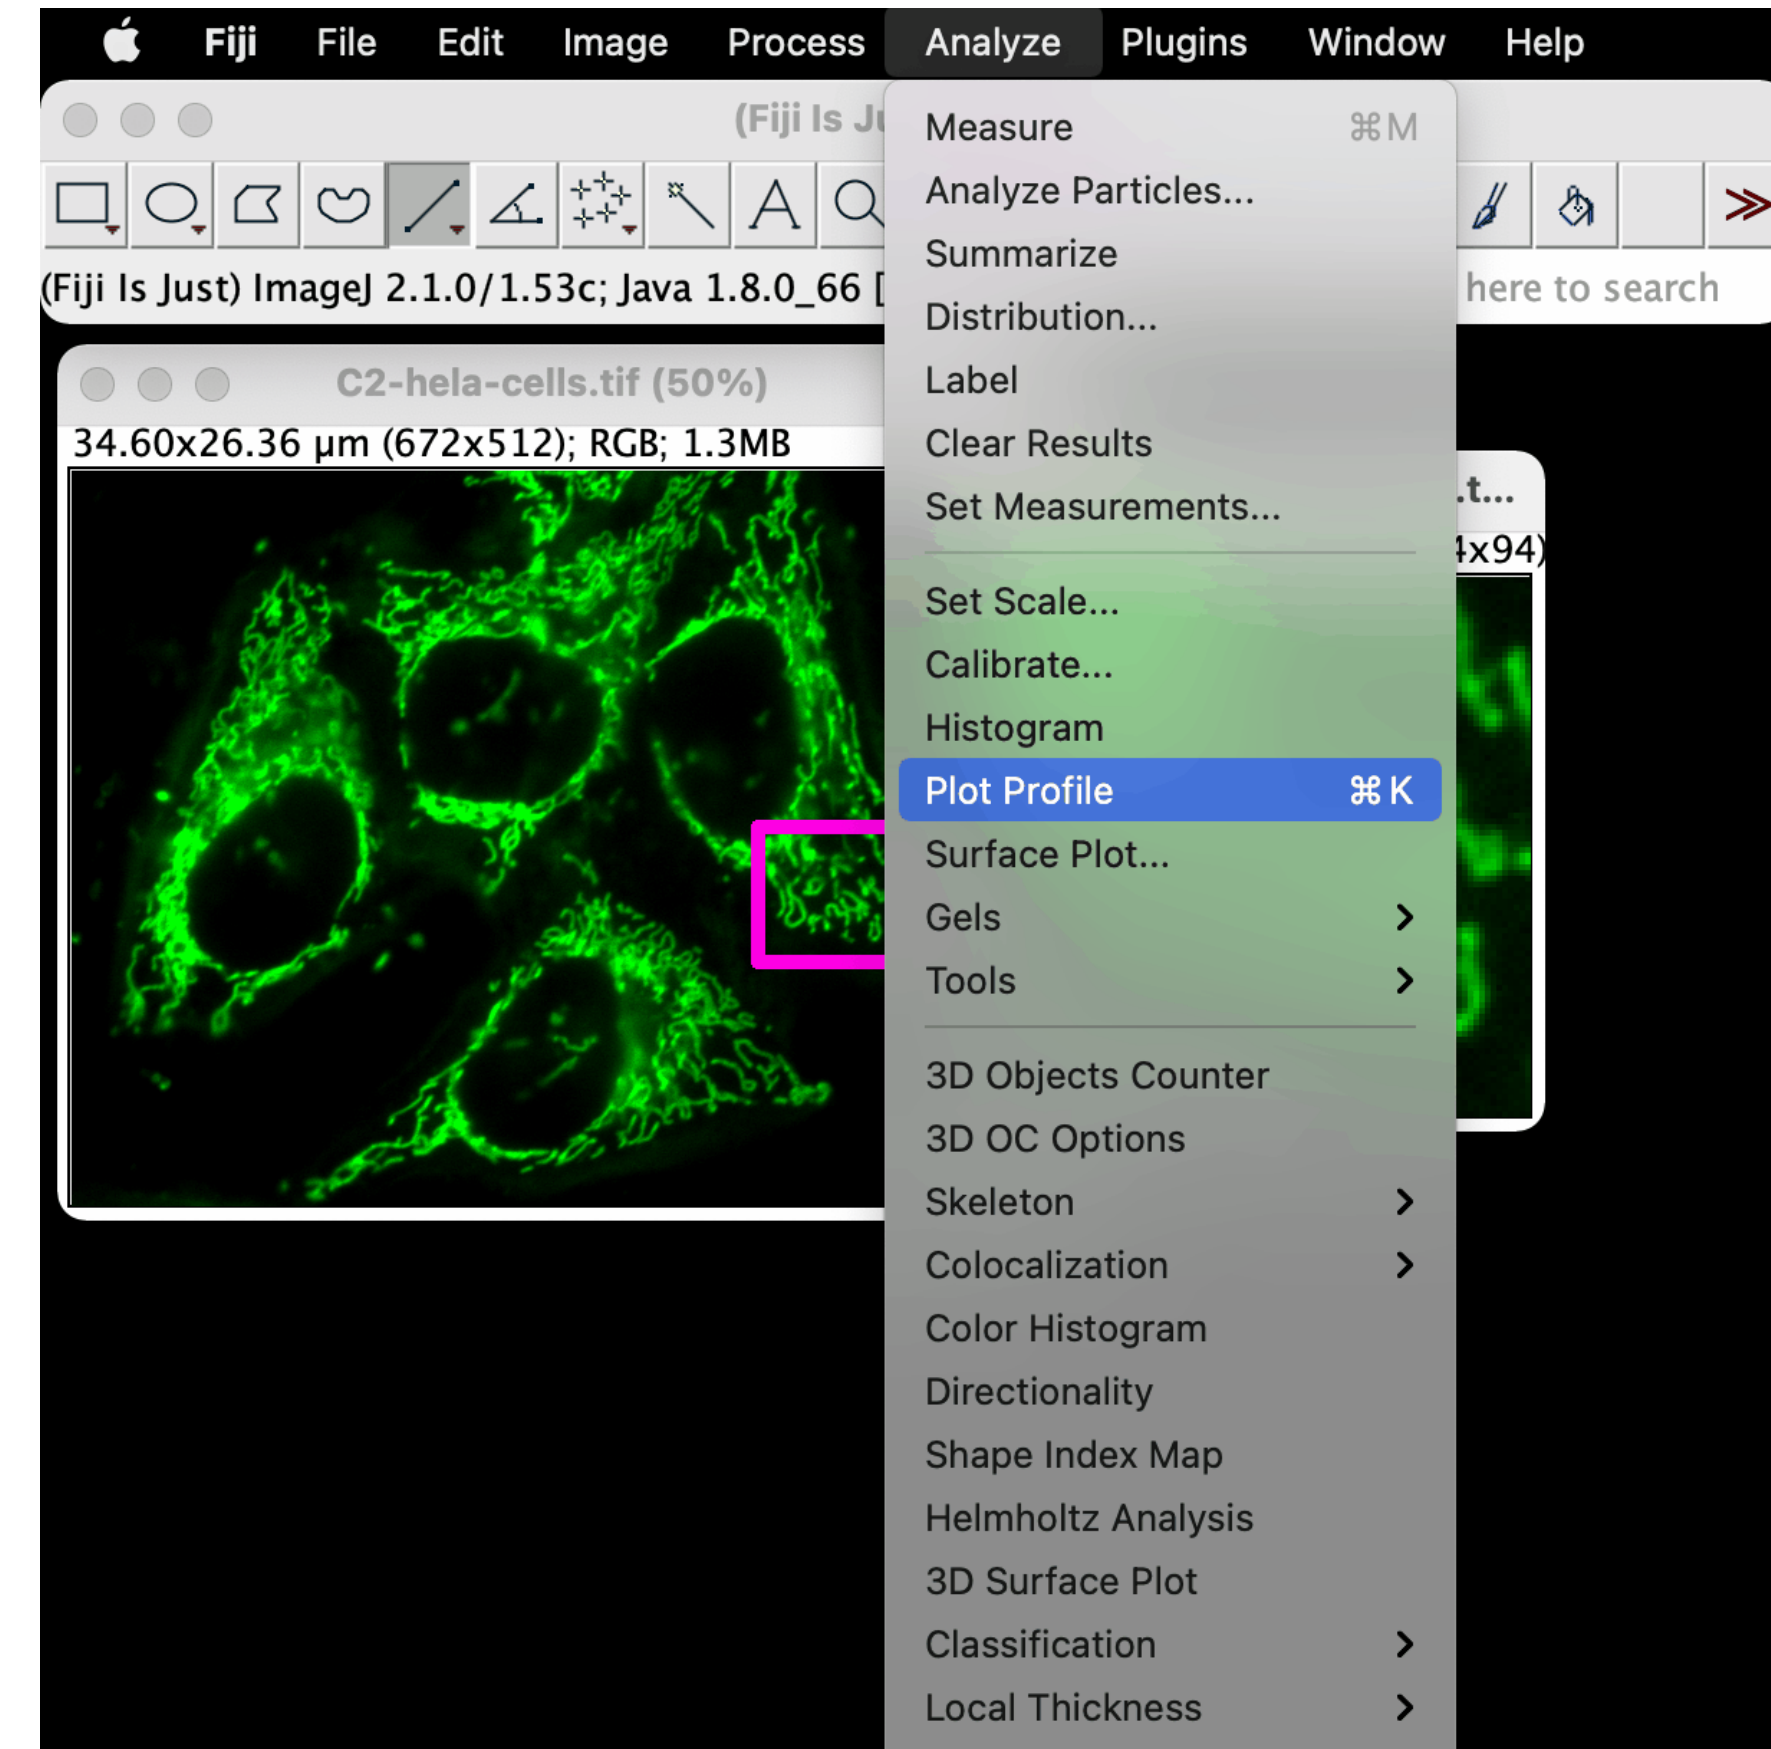 Fiji File Edit Image Process Analyze Plugins Window Help
(Fiji Is Ju
(Fiji Is Just) ImageJ 2.1.0/1.53c; Java 1.8.0_66 [
here to search
C2-hela-cells.tif (50%)
34.60x26.36 µm (672x512); RGB; 1.3MB
.t...
4x94)
Measure ⌘M
Analyze Particles...
Summarize
Distribution...
Label
Clear Results
Set Measurements...
Set Scale...
Calibrate...
Histogram
Plot Profile ⌘K
Surface Plot...
Gels
Tools
3D Objects Counter
3D OC Options
Skeleton
Colocalization
Color Histogram
Directionality
Shape Index Map
Helmholtz Analysis
3D Surface Plot
Classification
Local Thickness